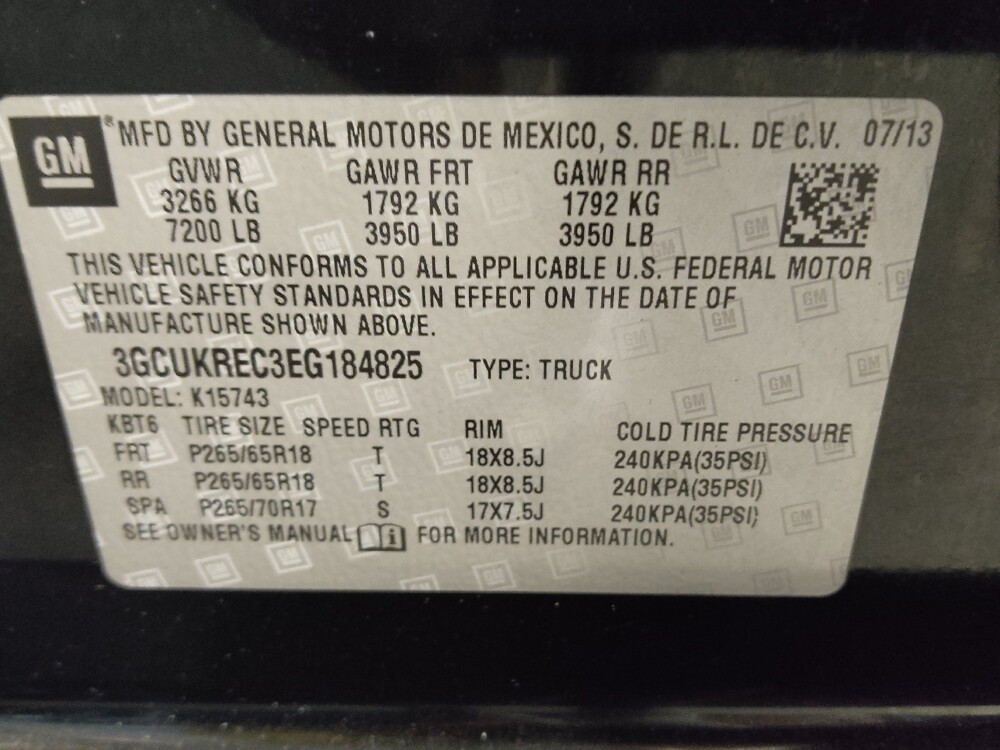 GM ® MFD BY GENERAL MOTORS DE MEXICO, S. DE R.L. DE C.V. 07/13
GVWR GAWR FRT GAWR RR
3266 KG 1792 KG 1792 KG
7200 LB 3950 LB 3950 LB
THIS VEHICLE CONFORMS TO ALL APPLICABLE U.S. FEDERAL MOTOR
VEHICLE SAFETY STANDARDS IN EFFECT ON THE DATE OF
MANUFACTURE SHOWN ABOVE.
3GCUKREC3EG184825 TYPE: TRUCK
MODEL: K15743
KBT6 TIRE SIZE SPEED RTG RIM COLD TIRE PRESSURE
FRT P265/65R18 T 18X8.5J 240KPA(35PSI)
RR P265/65R18 T 18X8.5J 240KPA(35PSI)
SPA P265/70R17 S 17X7.5J 240KPA(35PSI)
SEE OWNER'S MANUAL i FOR MORE INFORMATION.